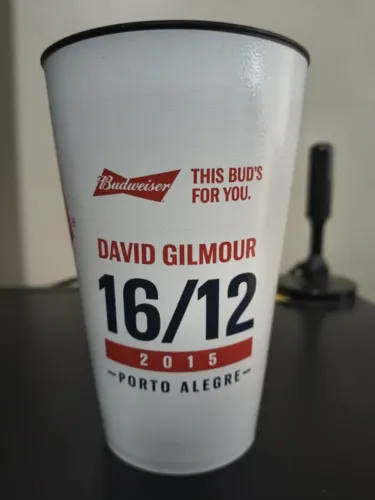 Budweiser
THIS BUD'S
FOR YOU.
DAVID GILMOUR
16/12
2015
-PORTO ALEGRE-